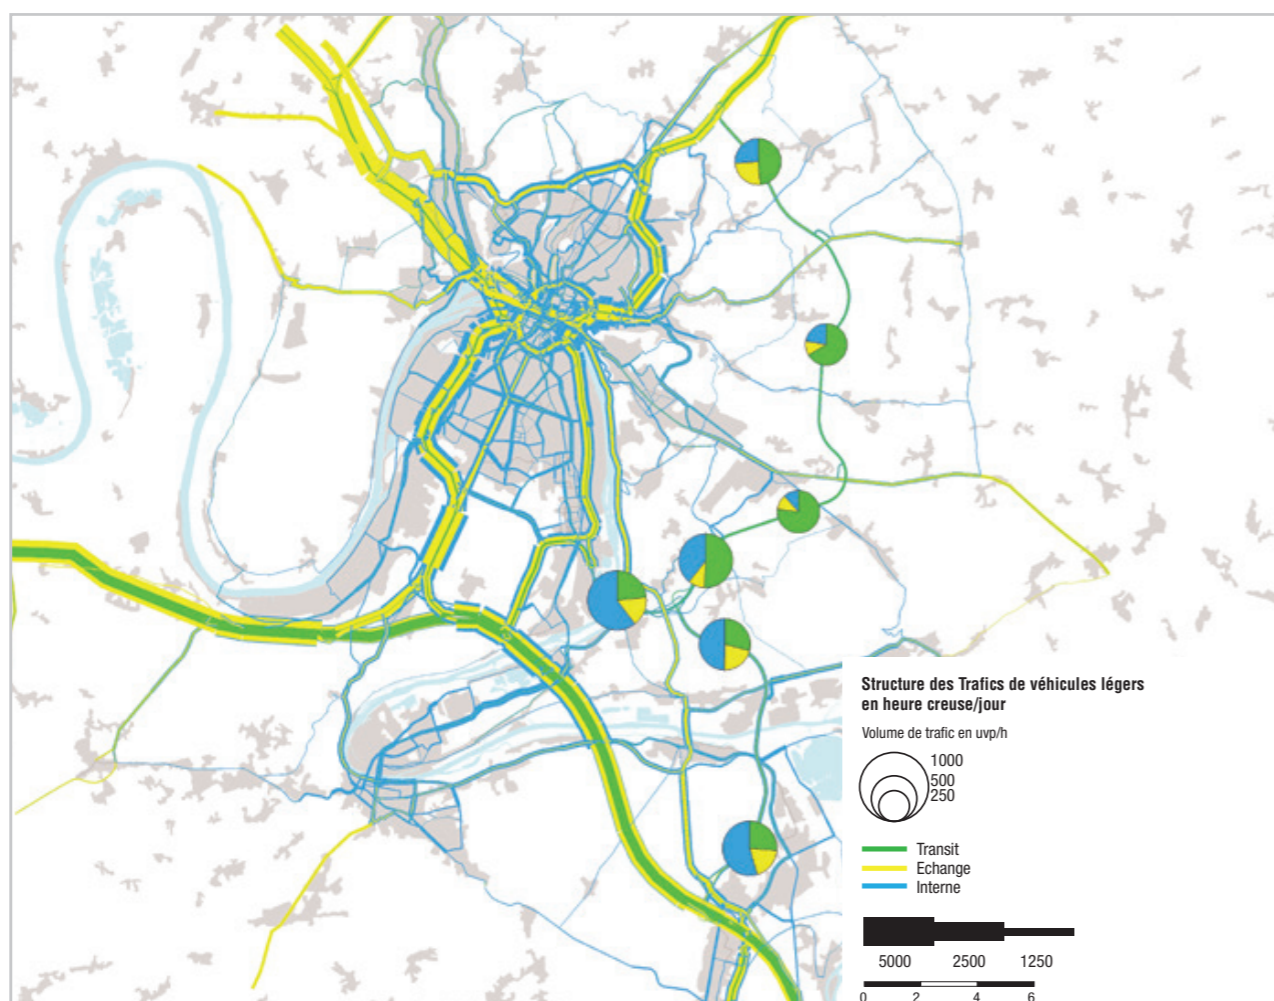 Structure des Trafics de véhicules légers
en heure creuse/jour
Volume de trafic en uvp/h
1000
500
250
Transit
Echange
Interne
5000 2500 1250
0 2 4 6